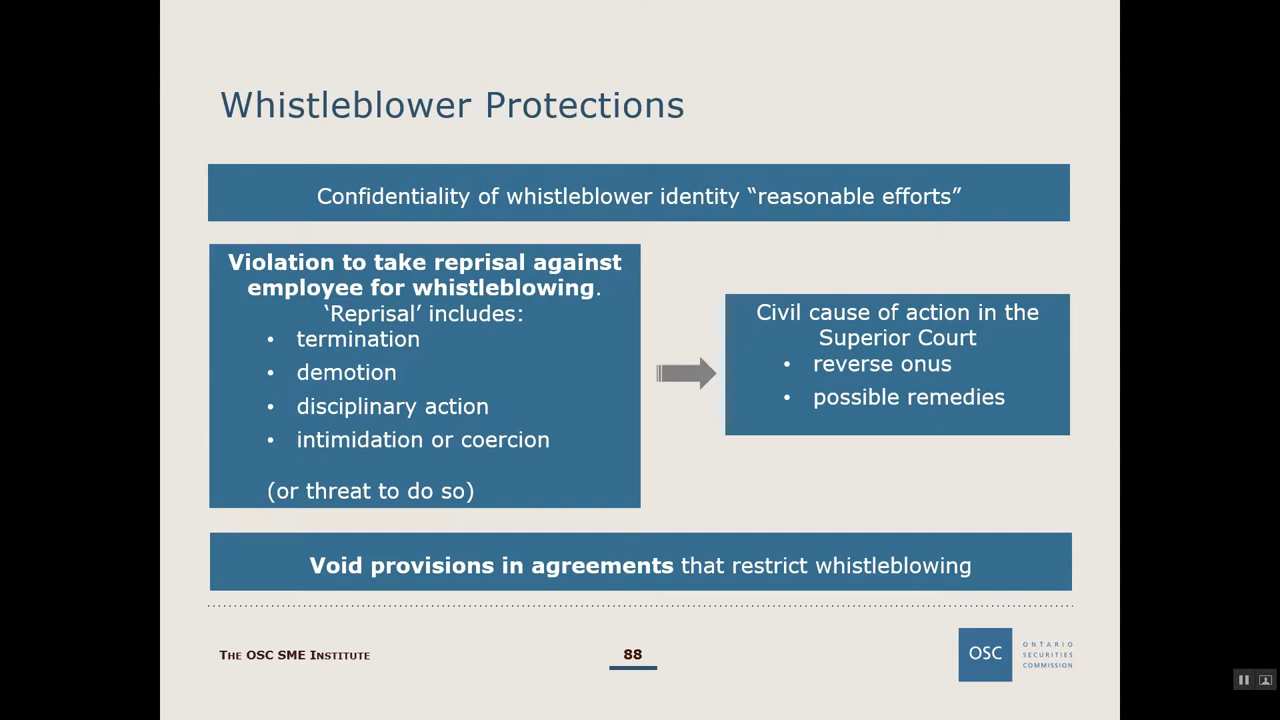 Whistleblower Protections
Confidentiality of whistleblower identity “reasonable efforts”
Violation to take reprisal against
employee for whistleblowing.
‘Reprisal’ includes:
• termination
• demotion
• disciplinary action
• intimidation or coercion
(or threat to do so)
Civil cause of action in the
Superior Court
• reverse onus
• possible remedies
Void provisions in agreements that restrict whistleblowing
THE OSC SME INSTITUTE
88
OSC
ONTARIO
SECURITIES
COMMISSION